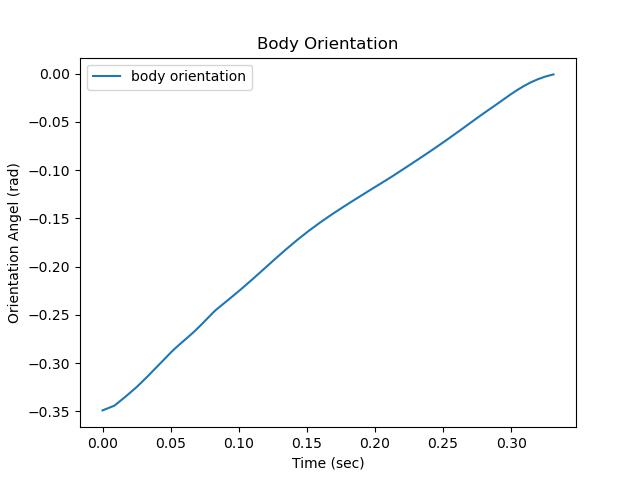 Body Orientation
body orientation
Orientation Angel (rad)
0.00
−0.05
−0.10
−0.15
−0.20
−0.25
−0.30
−0.35
0.00 0.05 0.10 0.15 0.20 0.25 0.30
Time (sec)